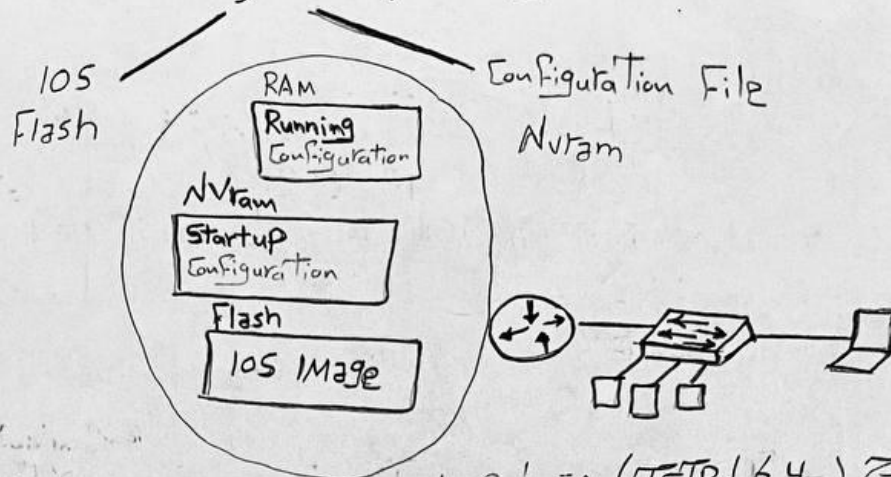 IOS
Flash
Configuration File
Nvram
RAM
Running
Configuration
NVram
Startup
Configuration
Flash
IOS IMage